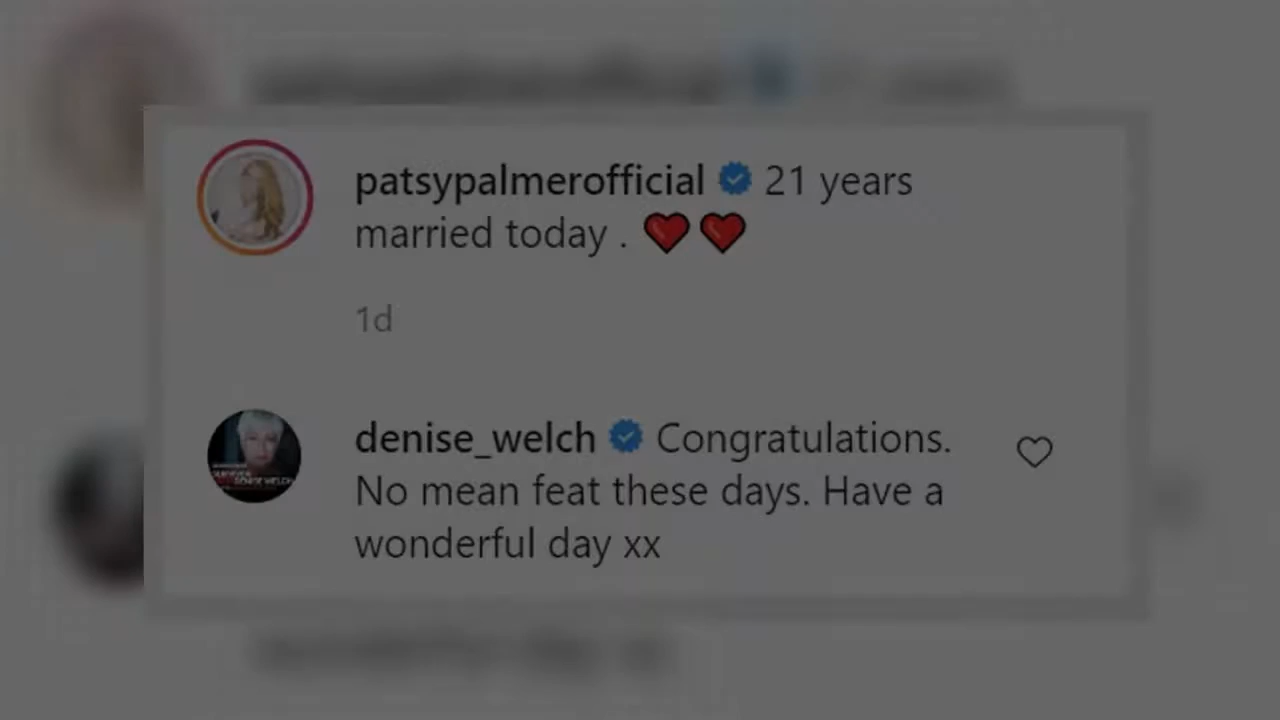 patsypalmerofficial 21 years
married today . ❤️❤️
1d
denise_welch Congratulations.
No mean feat these days. Have a
wonderful day xx